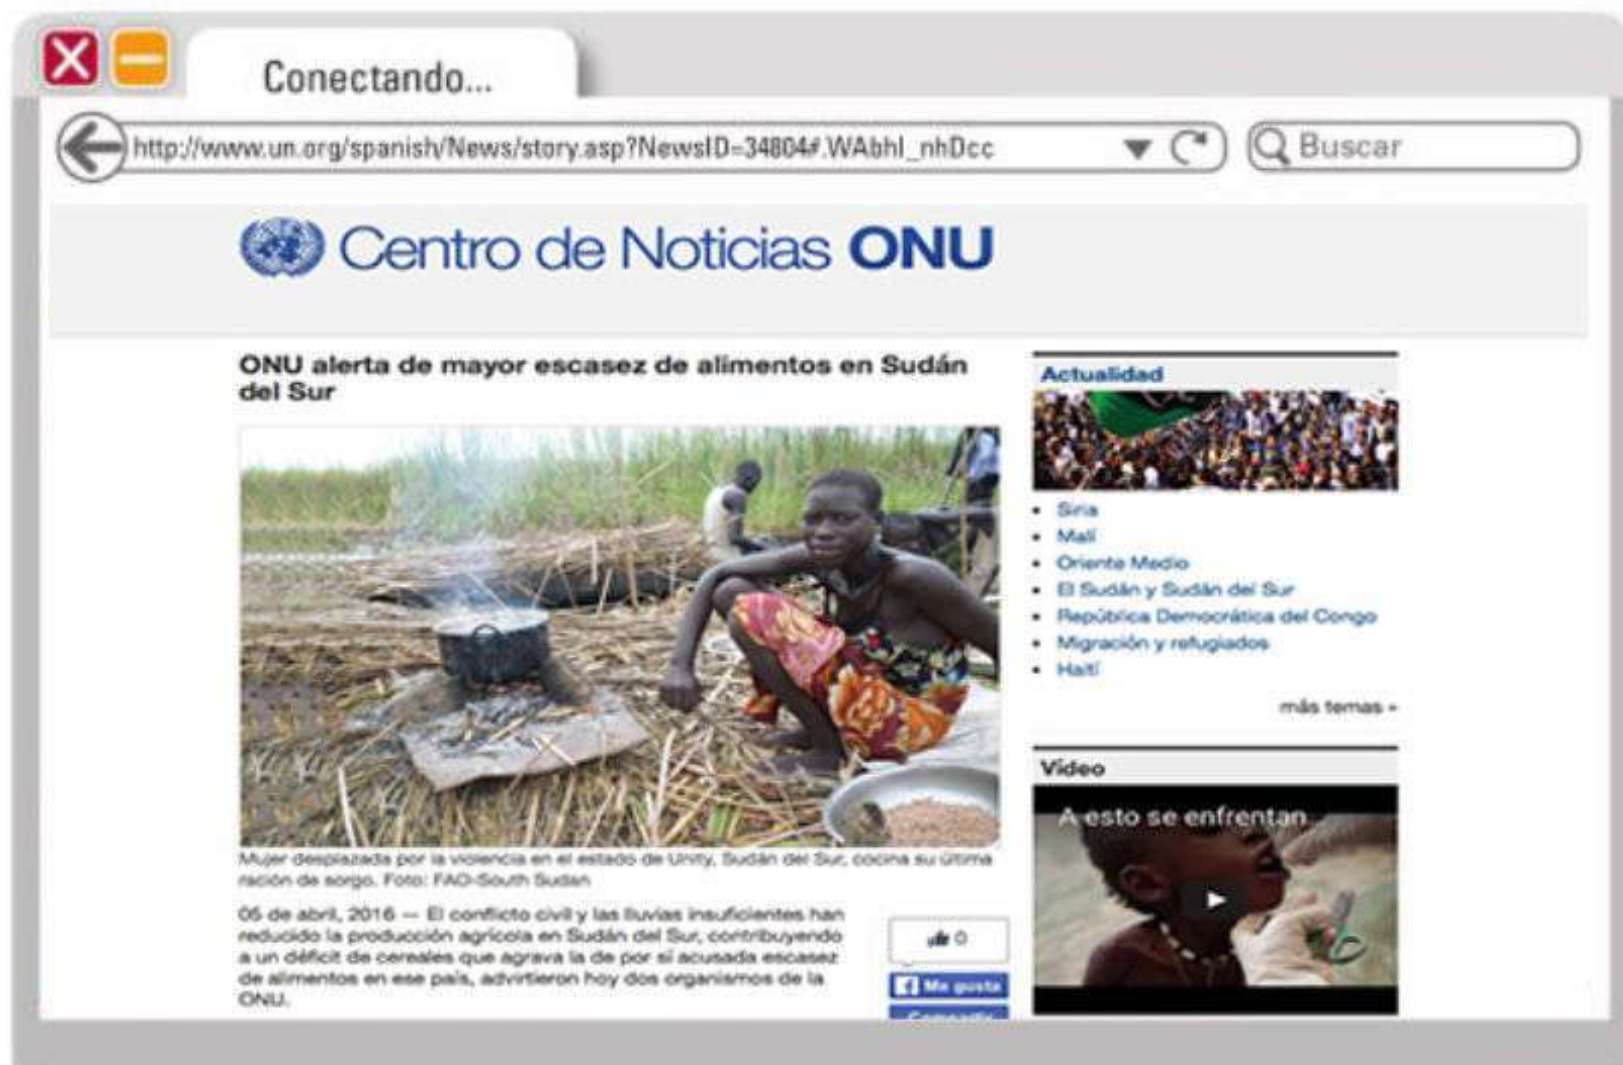 Conectando...
http://www.un.org/spanish/News/story.asp?NewsID=34804#.WAbhI_nhDcc
Buscar
Centro de Noticias ONU
ONU alerta de mayor escasez de alimentos en Sudán
del Sur
Mujer desplazada por la violencia en el estado de Unity, Sudán del Sur, cocina su última
ración de sorgo. Foto: FAO-South Sudan
05 de abril, 2016 — El conflicto civil y las lluvias insuficientes han
reducido la producción agrícola en Sudán del Sur, contribuyendo
a un déficit de cereales que agrava la de por sí acusada escasez
de alimentos en ese país, advirtieron hoy dos organismos de la
ONU.
0
Me gusta
Compartir
Actualidad
Siria
Malí
Oriente Medio
El Sudán y Sudán del Sur
República Democrática del Congo
Migración y refugiados
Haití
más temas »
Vídeo
A esto se enfrentan